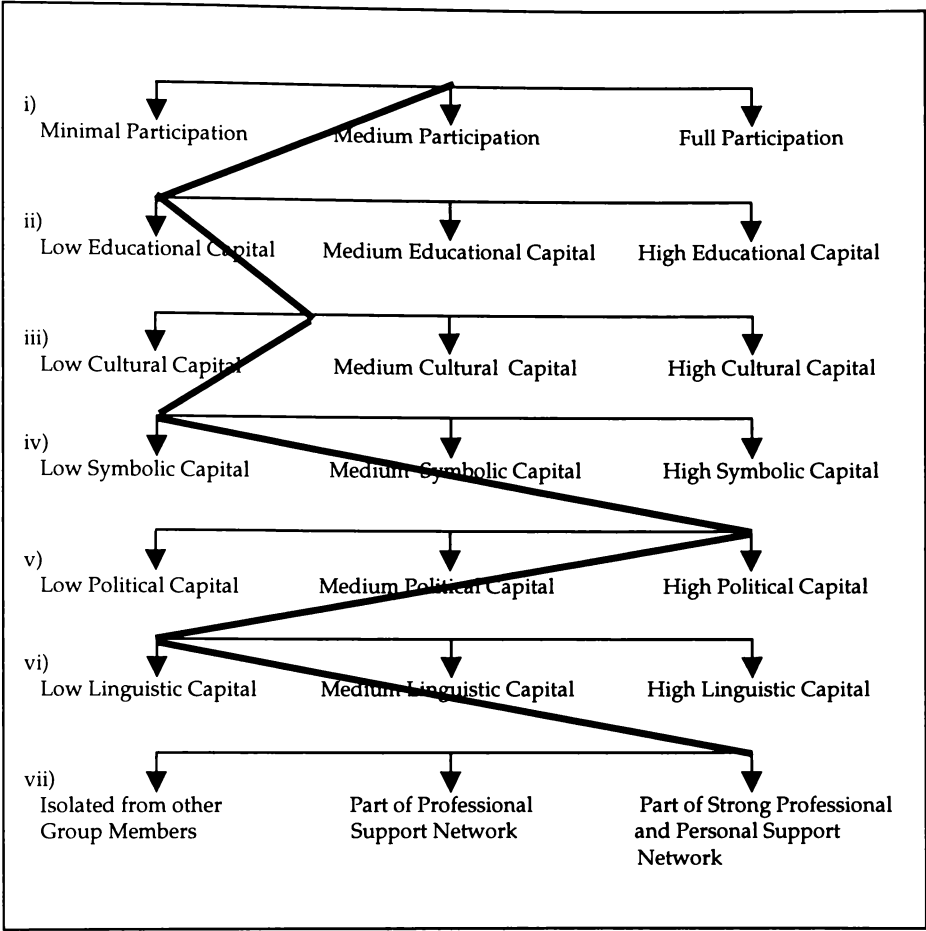 i)
Minimal Participation Medium Participation Full Participation
ii)
Low Educational Capital Medium Educational Capital High Educational Capital
iii)
Low Cultural Capital Medium Cultural Capital High Cultural Capital
iv)
Low Symbolic Capital Medium Symbolic Capital High Symbolic Capital
v)
Low Political Capital Medium Political Capital High Political Capital
vi)
Low Linguistic Capital Medium Linguistic Capital High Linguistic Capital
vii)
Isolated from other Part of Professional Part of Strong Professional
Group Members Support Network and Personal Support
Network